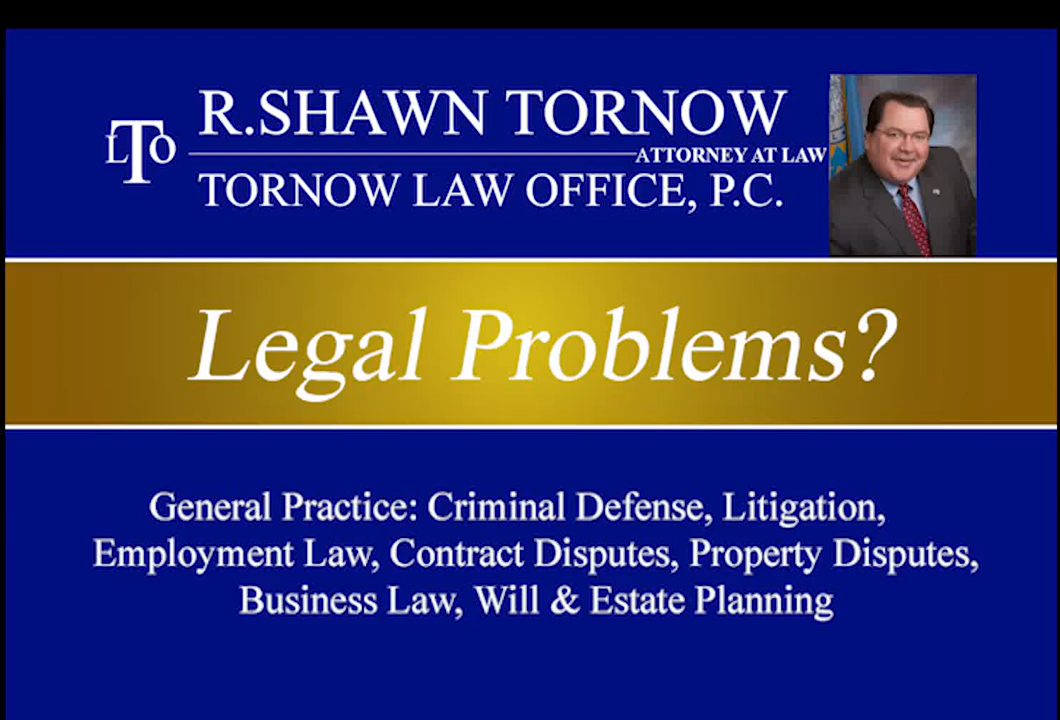 LTO
R.SHAWN TORNOW
ATTORNEY AT LAW
TORNOW LAW OFFICE, P.C.
Legal Problems?
General Practice: Criminal Defense, Litigation,
Employment Law, Contract Disputes, Property Disputes,
Business Law, Will & Estate Planning